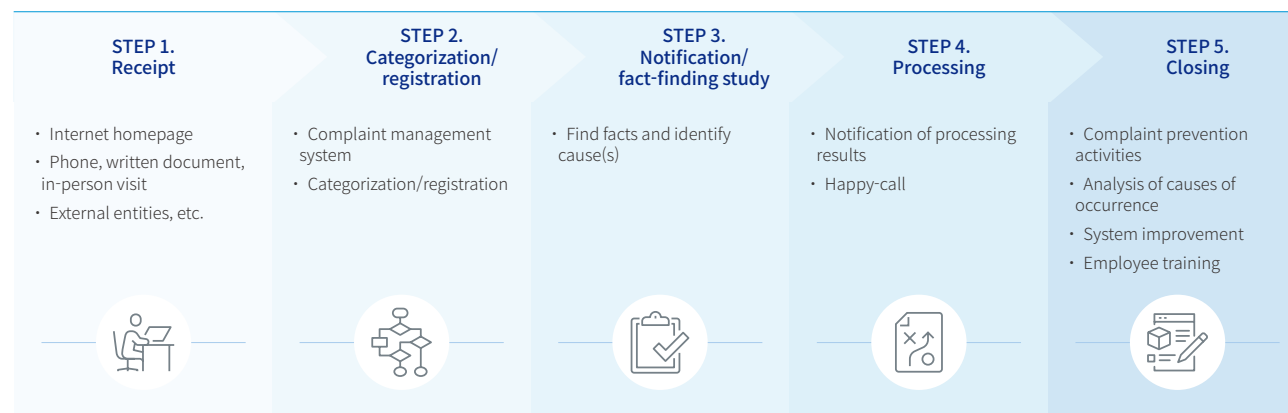 STEP 1.
Receipt
· Internet homepage
· Phone, written document,
in-person visit
· External entities, etc.
STEP 2.
Categorization/
registration
· Complaint management
system
· Categorization/registration
STEP 3.
Notification/
fact-finding study
· Find facts and identify
cause(s)
STEP 4.
Processing
· Notification of processing
results
· Happy-call
STEP 5.
Closing
· Complaint prevention
activities
· Analysis of causes of
occurrence
· System improvement
· Employee training